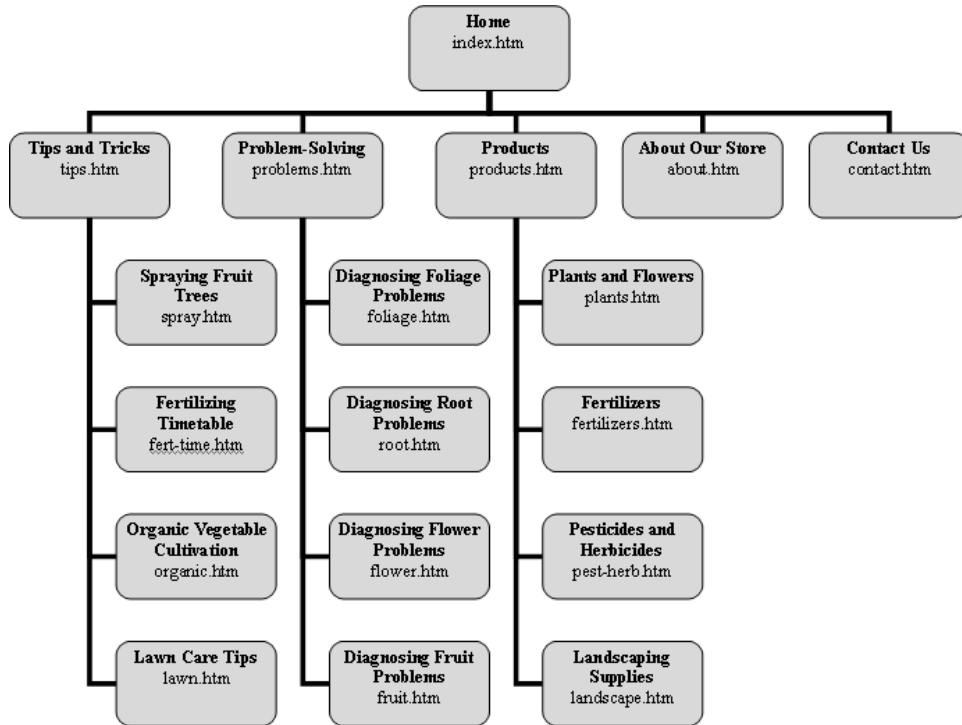 Home
index.htm
Tips and Tricks
tips.htm
Problem-Solving
problems.htm
Products
products.htm
About Our Store
about.htm
Contact Us
contact.htm
Spraying Fruit
Trees
spray.htm
Diagnosing Foliage
Problems
foliage.htm
Plants and Flowers
plants.htm
Fertilizing
Timetable
fert-time.htm
Diagnosing Root
Problems
root.htm
Fertilizers
fertilizers.htm
Organic Vegetable
Cultivation
organic.htm
Diagnosing Flower
Problems
flower.htm
Pesticides and
Herbicides
pest-herb.htm
Lawn Care Tips
lawn.htm
Diagnosing Fruit
Problems
fruit.htm
Landscaping
Supplies
landscape.htm